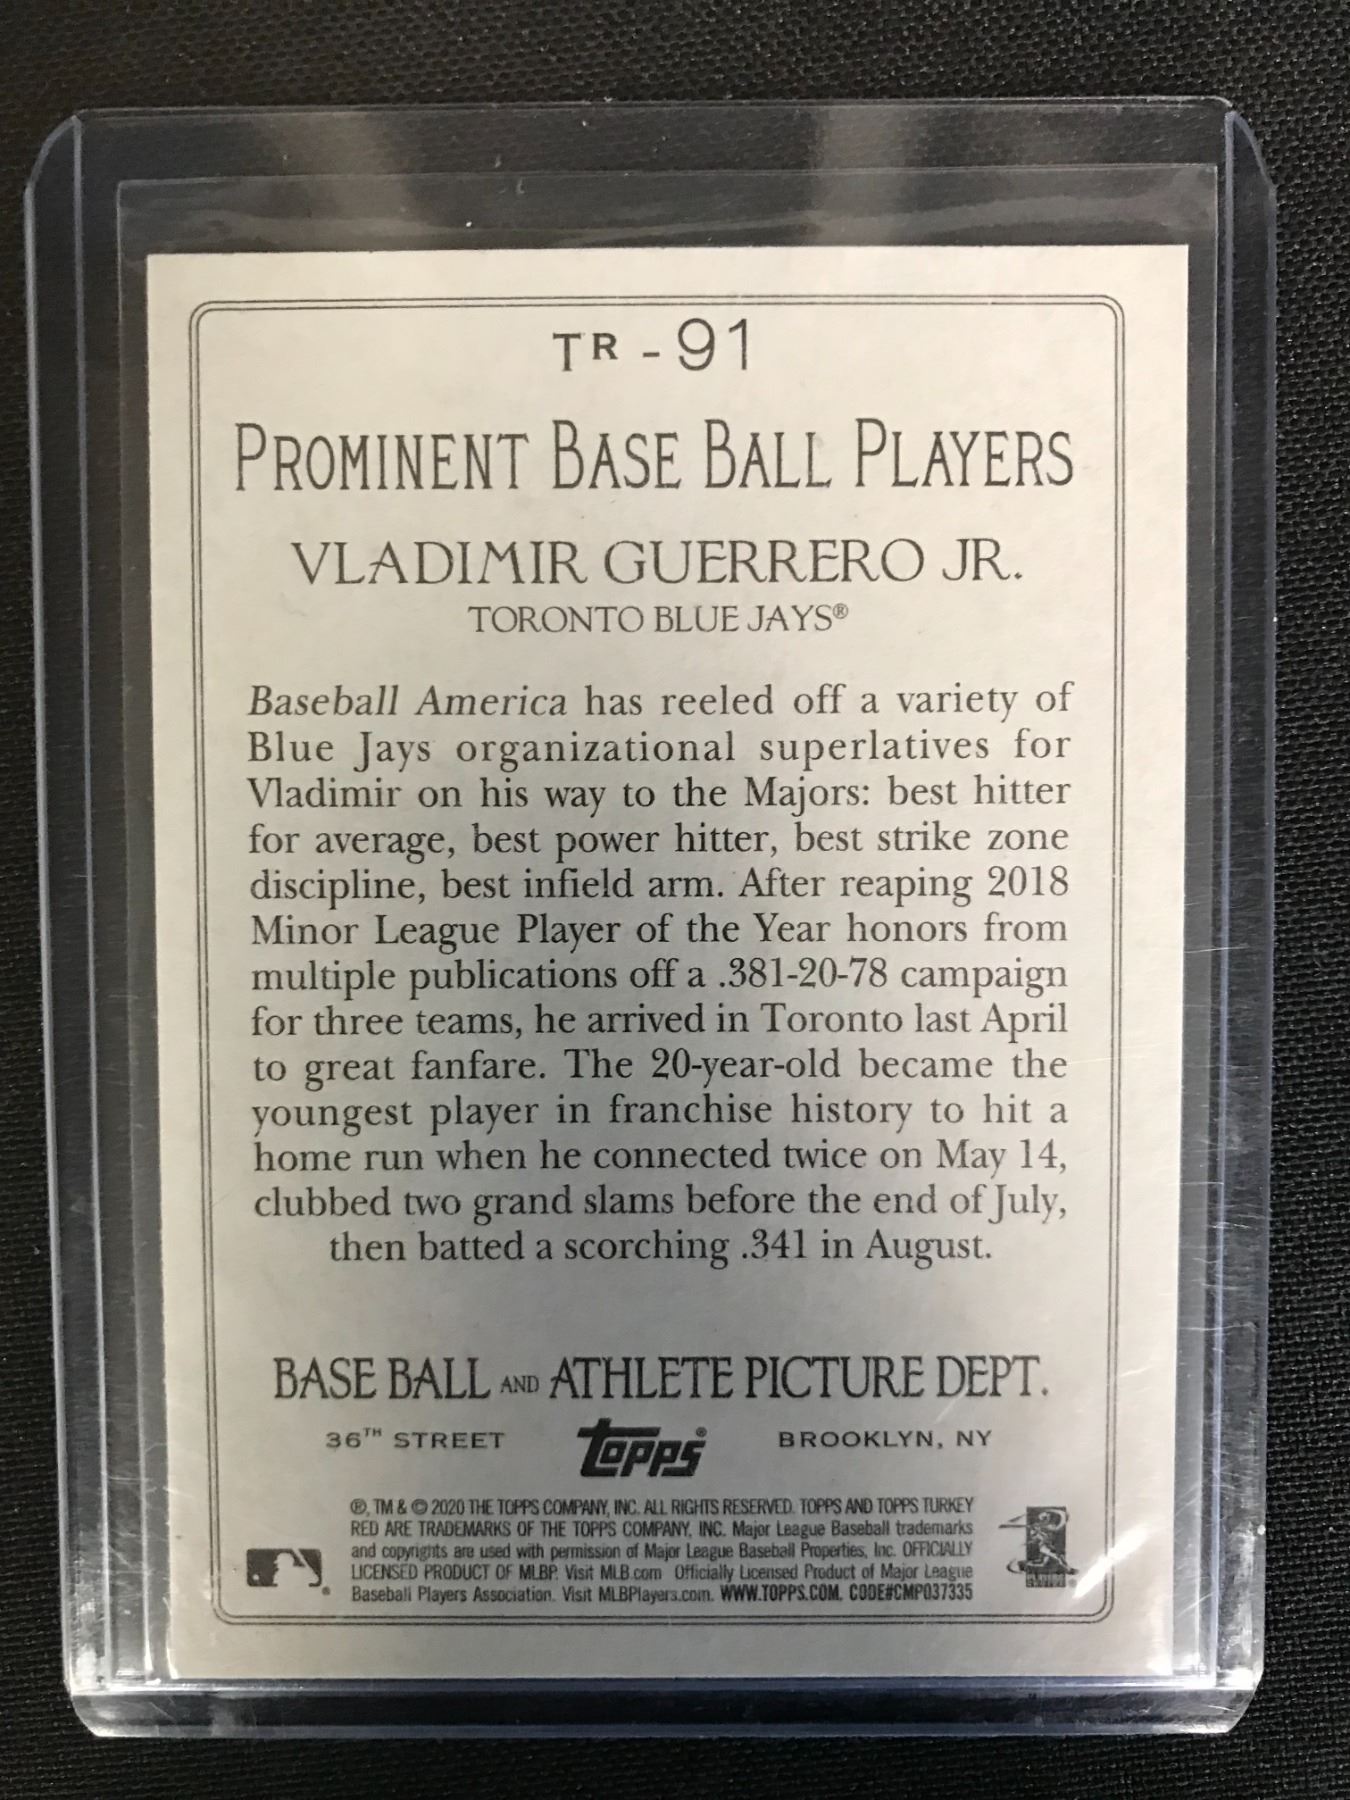 TR - 91
PROMINENT BASE BALL PLAYERS
VLADIMIR GUERRERO JR.
TORONTO BLUE JAYS®
Baseball America has reeled off a variety of
Blue Jays organizational superlatives for
Vladimir on his way to the Majors: best hitter
for average, best power hitter, best strike zone
discipline, best infield arm. After reaping 2018
Minor League Player of the Year honors from
multiple publications off a .381-20-78 campaign
for three teams, he arrived in Toronto last April
to great fanfare. The 20-year-old became the
youngest player in franchise history to hit a
home run when he connected twice on May 14,
clubbed two grand slams before the end of July,
then batted a scorching .341 in August.
BASE BALL AND ATHLETE PICTURE DEPT.
36TH STREET topps® BROOKLYN, NY
®, TM & © 2020 THE TOPPS COMPANY, INC. ALL RIGHTS RESERVED. TOPPS AND TOPPS TURKEY
RED ARE TRADEMARKS OF THE TOPPS COMPANY, INC. Major League Baseball trademarks
and copyrights are used with permission of Major League Baseball Properties, Inc. OFFICIALLY
LICENSED PRODUCT OF MLBP. Visit MLB.com Officially Licensed Product of Major League
Baseball Players Association. Visit MLBPlayers.com. WWW.TOPPS.COM. CODE#CMP037335